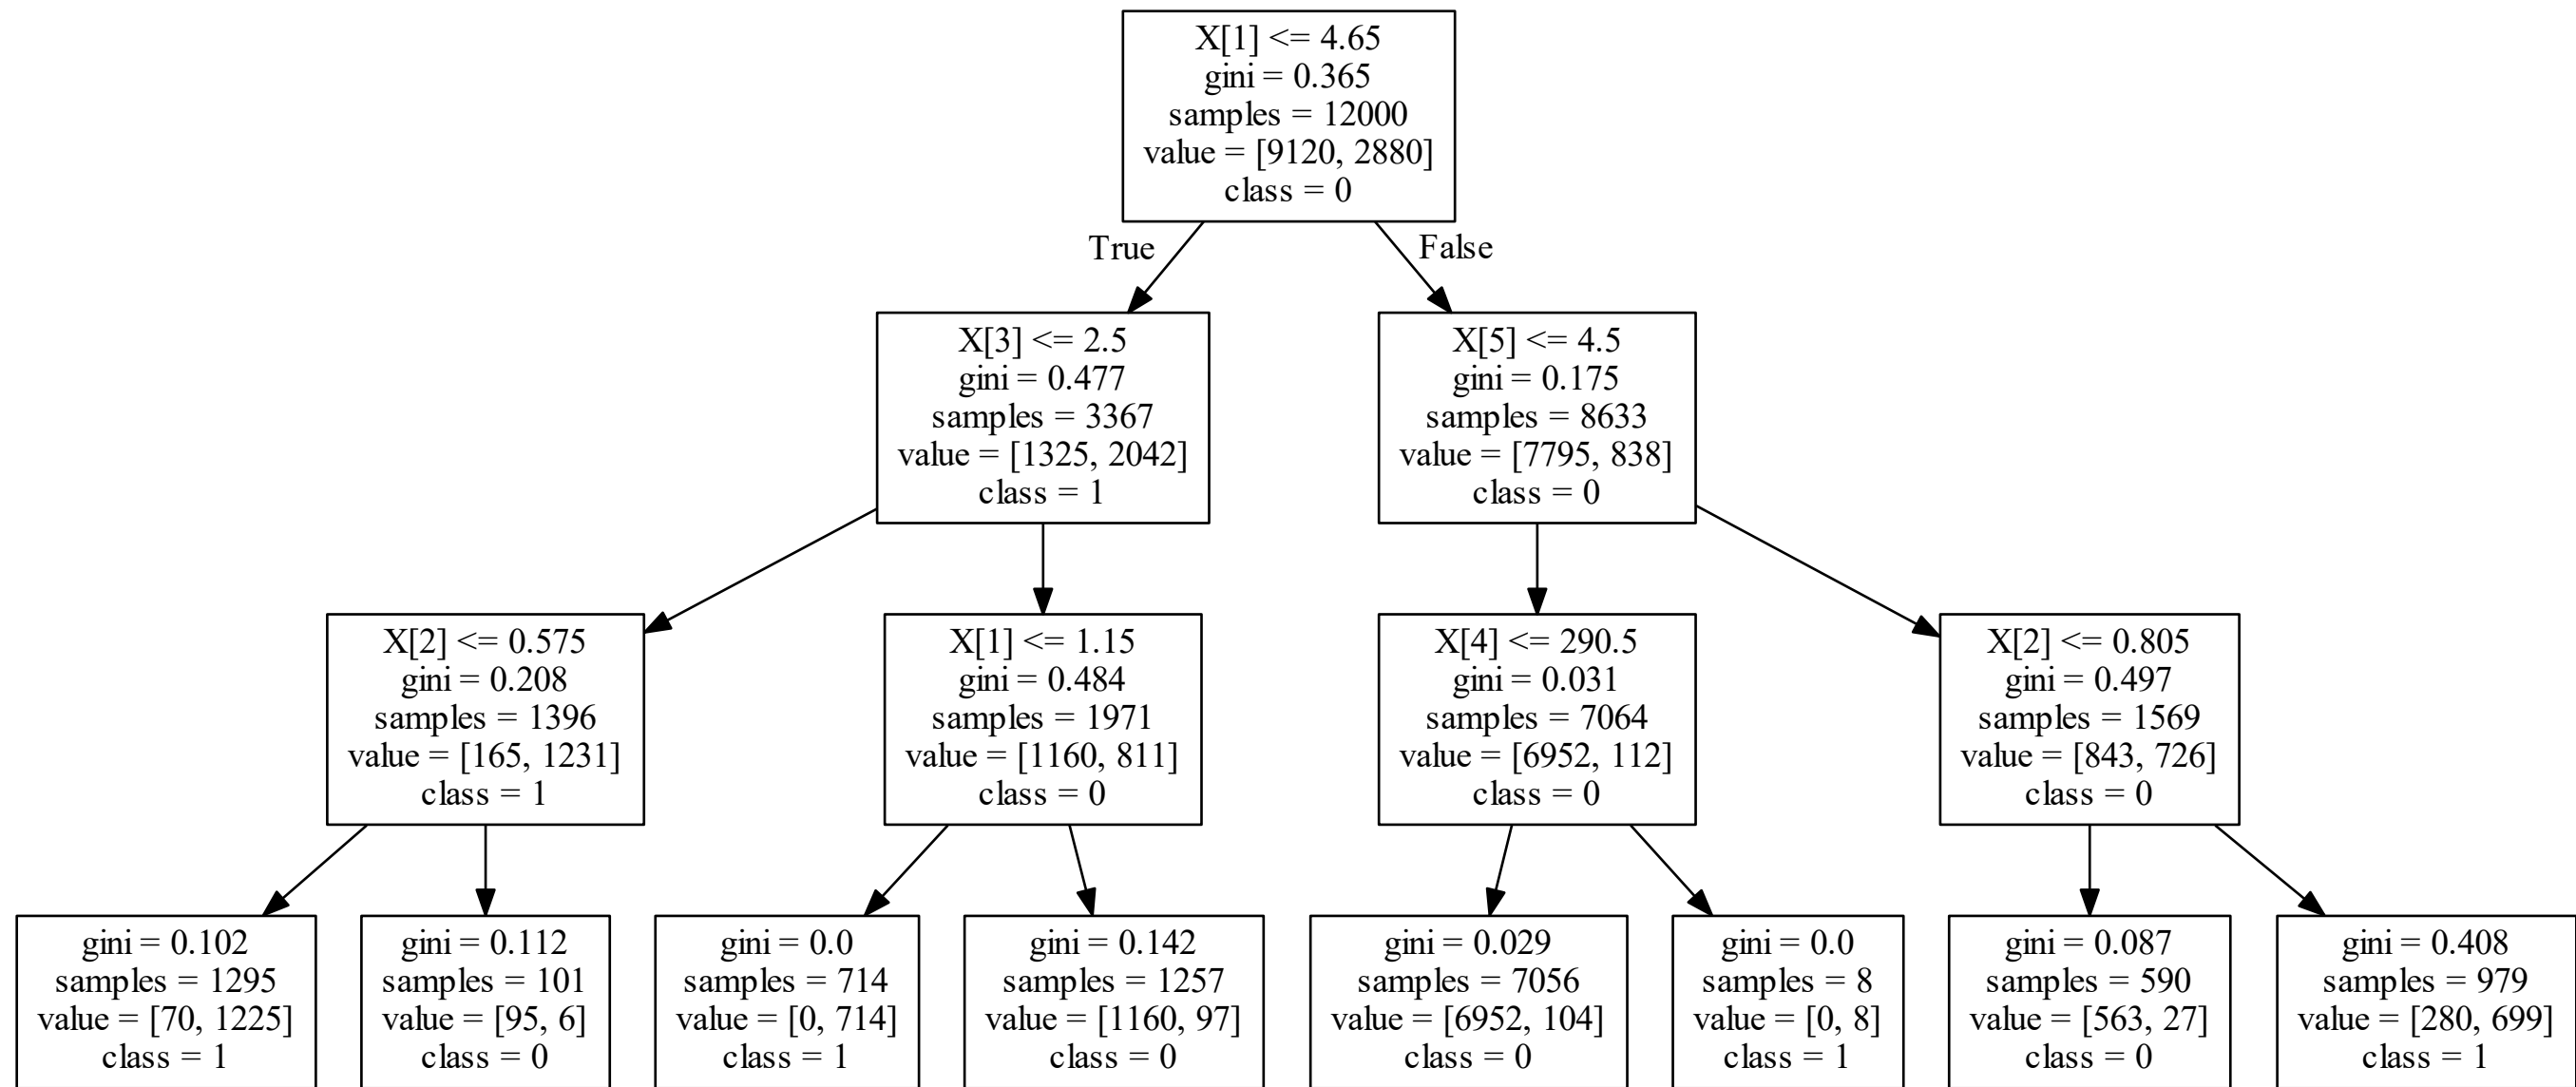 X[1] <= 4.65
gini = 0.365
samples = 12000
value = [9120, 2880]
class = 0
True
False
X[3] <= 2.5
gini = 0.477
samples = 3367
value = [1325, 2042]
class = 1
X[5] <= 4.5
gini = 0.175
samples = 8633
value = [7795, 838]
class = 0
X[2] <= 0.575
gini = 0.208
samples = 1396
value = [165, 1231]
class = 1
X[1] <= 1.15
gini = 0.484
samples = 1971
value = [1160, 811]
class = 0
X[4] <= 290.5
gini = 0.031
samples = 7064
value = [6952, 112]
class = 0
X[2] <= 0.805
gini = 0.497
samples = 1569
value = [843, 726]
class = 0
gini = 0.102
samples = 1295
value = [70, 1225]
class = 1
gini = 0.112
samples = 101
value = [95, 6]
class = 0
gini = 0.0
samples = 714
value = [0, 714]
class = 1
gini = 0.142
samples = 1257
value = [1160, 97]
class = 0
gini = 0.029
samples = 7056
value = [6952, 104]
class = 0
gini = 0.0
samples = 8
value = [0, 8]
class = 1
gini = 0.087
samples = 590
value = [563, 27]
class = 0
gini = 0.408
samples = 979
value = [280, 699]
class = 1